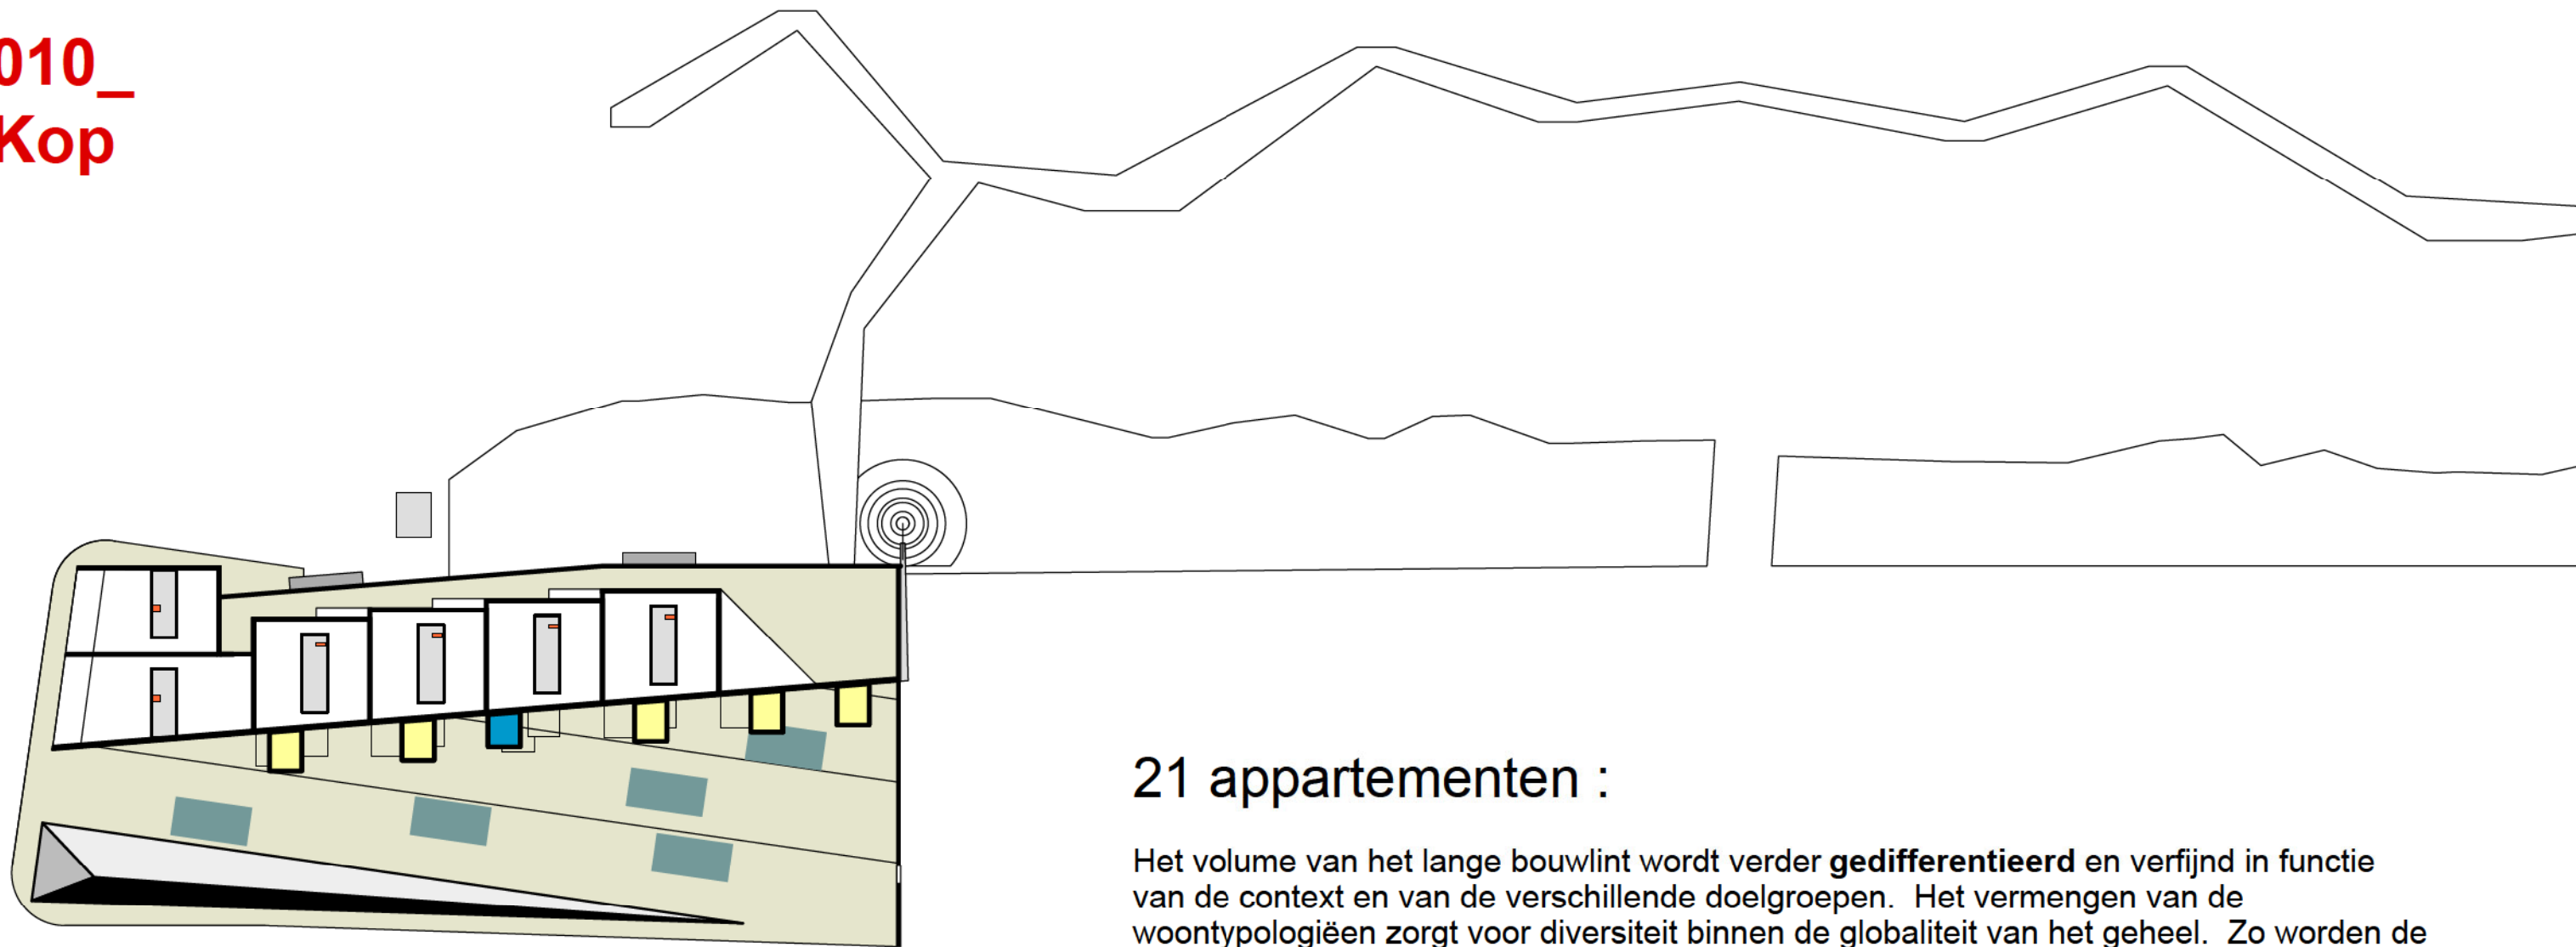 010_
Kop
21 appartementen :
Het volume van het lange bouwlint wordt verder gedifferentieerd en verfijnd in functie
van de context en van de verschillende doelgroepen.  Het vermengen van de
woontypologiëen zorgt voor diversiteit binnen de globaliteit van het geheel.  Zo worden de